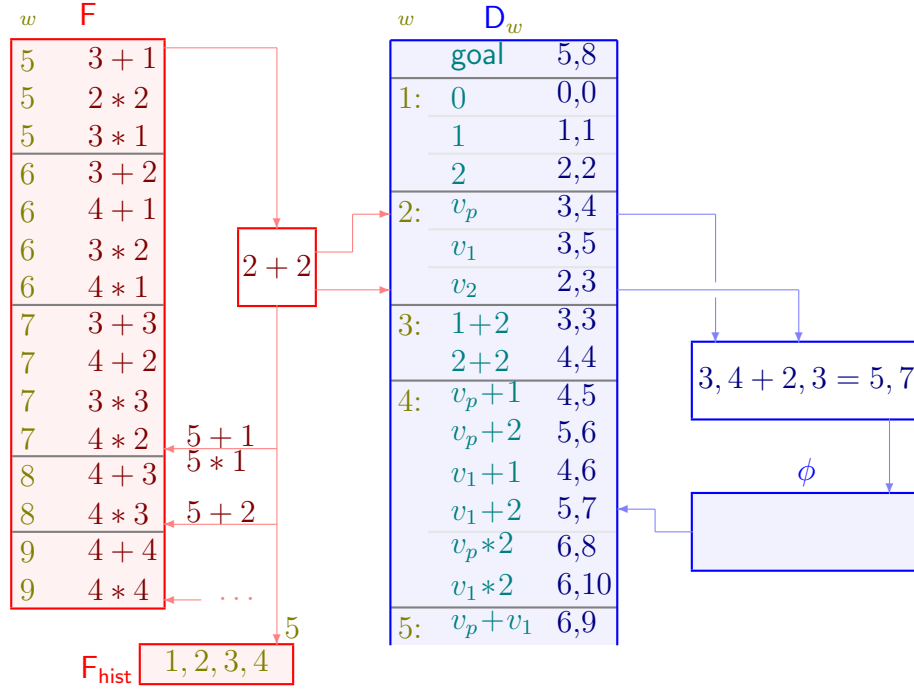 w F
5 3 + 1
5 2 * 2
5 3 * 1
6 3 + 2
6 4 + 1
6 3 * 2
6 4 * 1
7 3 + 3
7 4 + 2
7 3 * 3
7 4 * 2
8 4 + 3
8 4 * 3
9 4 + 4
9 4 * 4
2 + 2
5 + 1
5 * 1
5 + 2
...
5
F_hist 1, 2, 3, 4
w D_w
goal 5,8
1: 0 0,0
1 1,1
2 2,2
2: v_p 3,4
v_1 3,5
v_2 2,3
3: 1+2 3,3
2+2 4,4
4: v_p+1 4,5
v_p+2 5,6
v_1+1 4,6
v_1+2 5,7
v_p*2 6,8
v_1*2 6,10
5: v_p+v_1 6,9
3, 4 + 2, 3 = 5, 7
ϕ